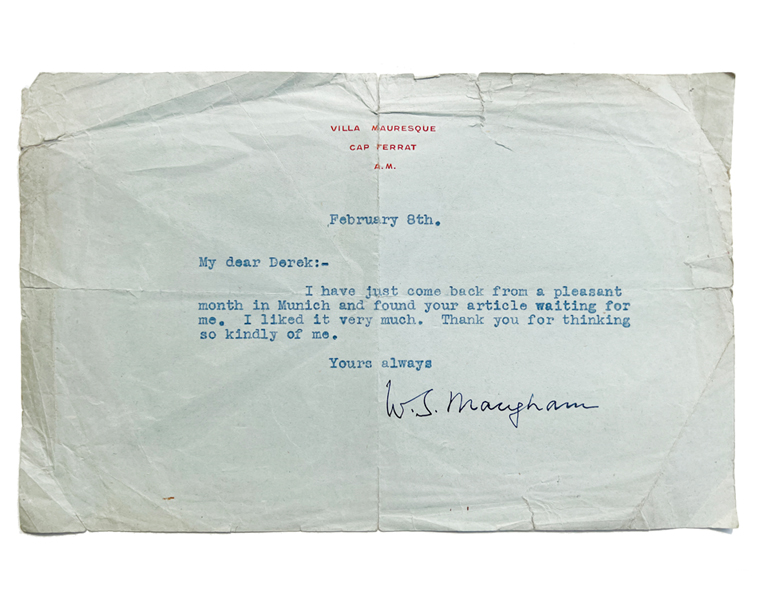 VILLA MAURESQUE
CAP FERRAT
A.M.
February 8th.
My dear Derek:-
I have just come back from a pleasant
month in Munich and found your article waiting for
me. I liked it very much. Thank you for thinking
so kindly of me.
Yours always
W. S. Maugham